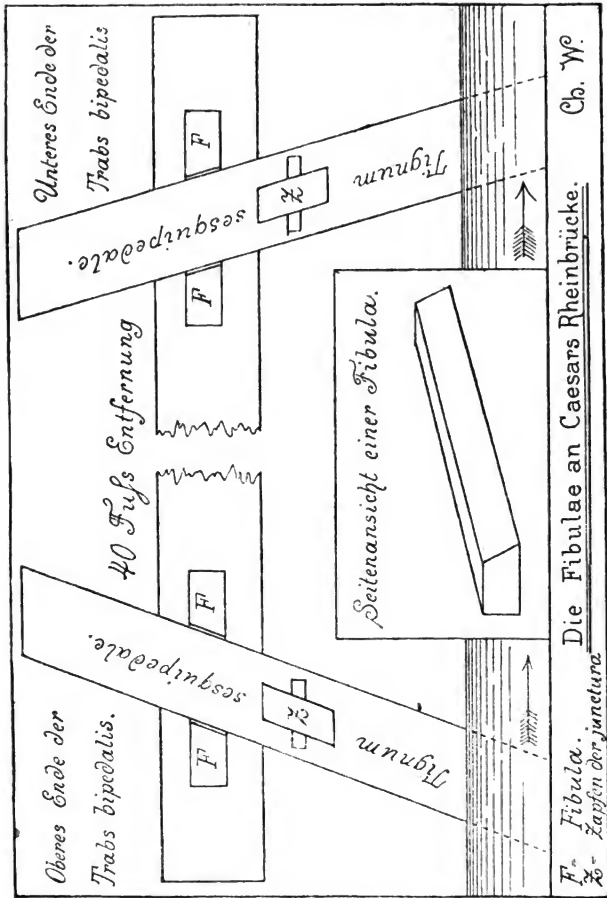 Oberes Ende der
Trabs bipedalis.
40 Fuſs Entfernung
Unteres Ende der
Trabs bipedalis
F
F
F
F
sesquipedale.
Z
Tignum
sesquipedale.
Z
Tignum
Seitenansicht einer Fibula.
F = Fibula.
Z = Zapfen der junctura
Die Fibulae an Caesars Rheinbrücke.
Ch. W.